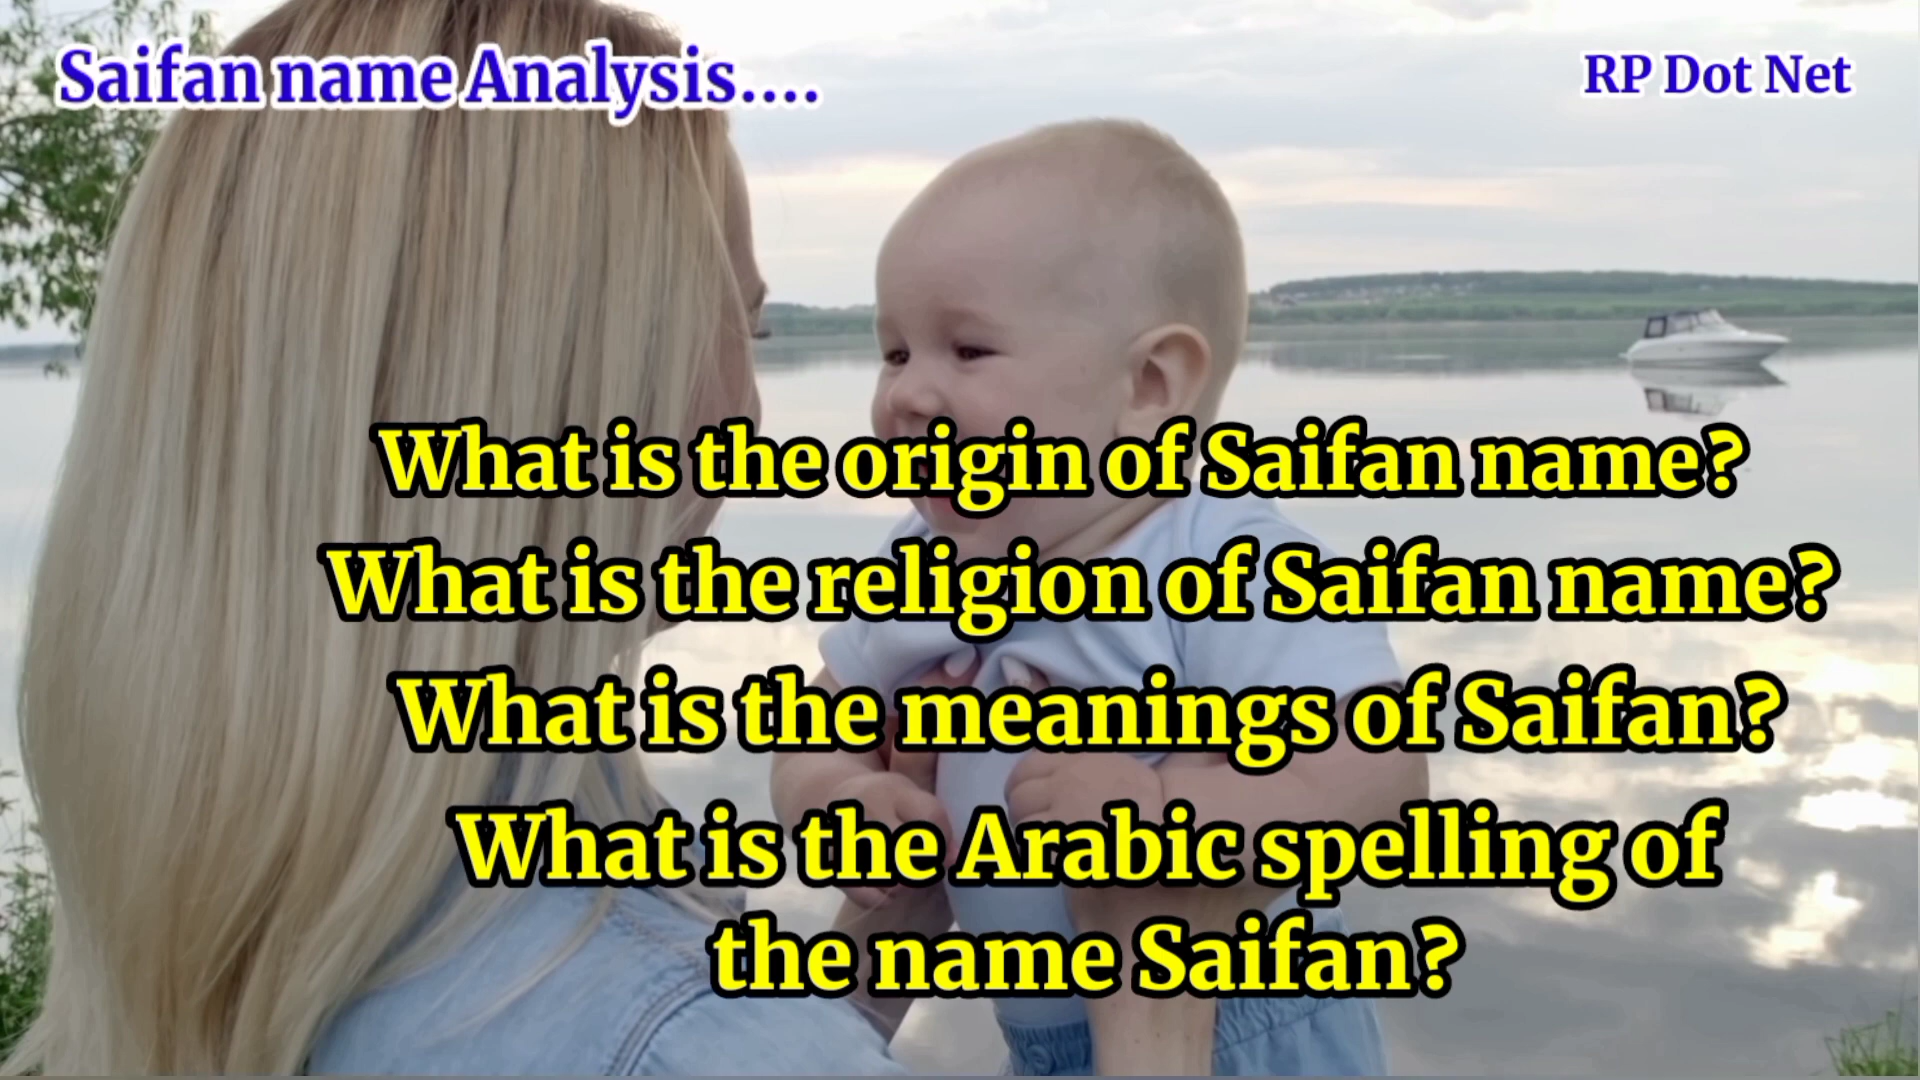 Saifan name Analysis....
RP Dot Net
What is the origin of Saifan name?
What is the religion of Saifan name?
What is the meanings of Saifan?
What is the Arabic spelling of
the name Saifan?